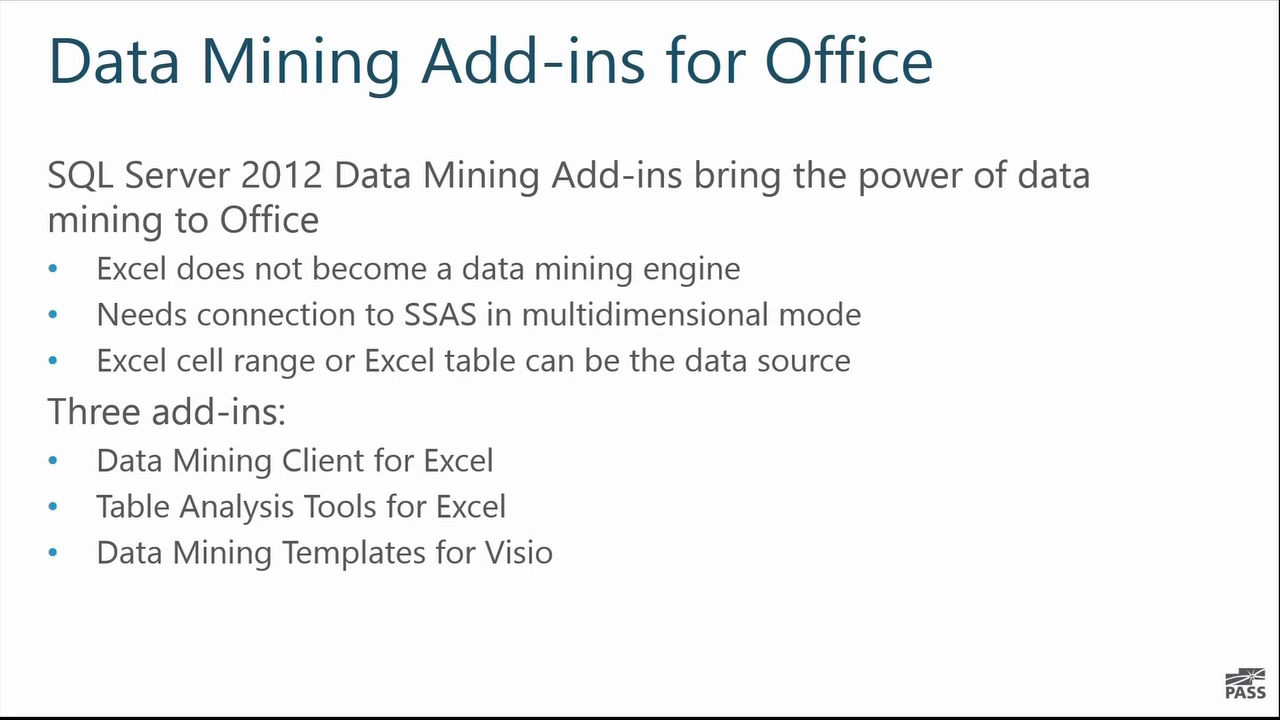 Data Mining Add-ins for Office
SQL Server 2012 Data Mining Add-ins bring the power of data
mining to Office
• Excel does not become a data mining engine
• Needs connection to SSAS in multidimensional mode
• Excel cell range or Excel table can be the data source
Three add-ins:
• Data Mining Client for Excel
• Table Analysis Tools for Excel
• Data Mining Templates for Visio
PASS